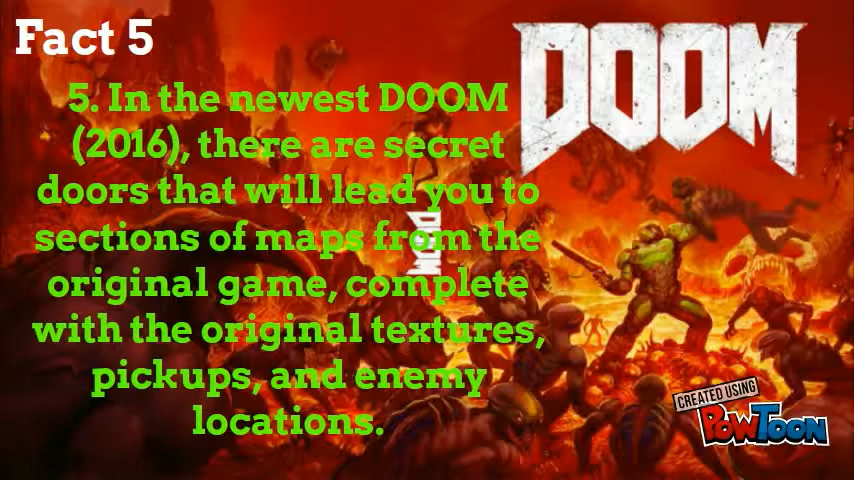 Fact 5
DOOM
5. In the newest DOOM
(2016), there are secret
doors that will lead you to
sections of maps from the
original game, complete
with the original textures,
pickups, and enemy
locations.
DOOM
CREATED USING
POWTOON